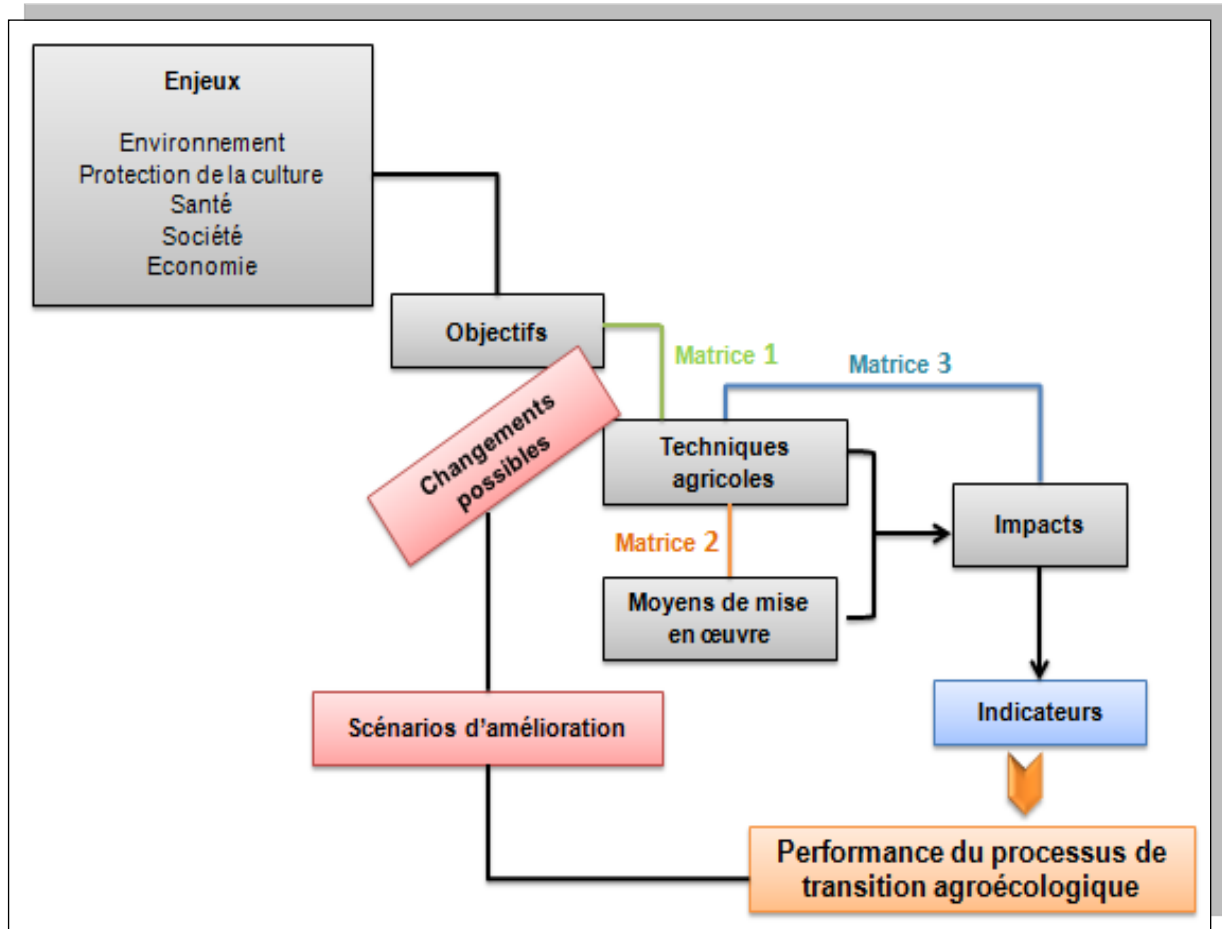 Enjeux
Environnement
Protection de la culture
Santé
Société
Economie
Objectifs
Matrice 1
Matrice 3
Changements
possibles
Techniques
agricoles
Impacts
Matrice 2
Moyens de mise
en œuvre
Scénarios d'amélioration
Indicateurs
Performance du processus de
transition agroécologique